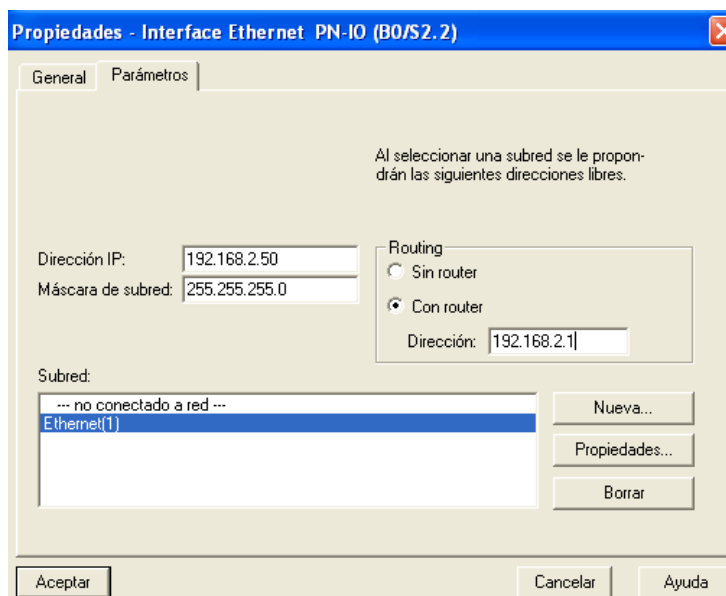 Propiedades - Interface Ethernet PN-IO (B0/S2.2)
General
Parámetros
Al seleccionar una subred se le propon-
drán las siguientes direcciones libres.
Dirección IP: 192.168.2.50
Máscara de subred: 255.255.255.0
Routing
Sin router
Con router
Dirección: 192.168.2.1
Subred:
--- no conectado a red ---
Ethernet(1)
Nueva...
Propiedades...
Borrar
Aceptar
Cancelar
Ayuda